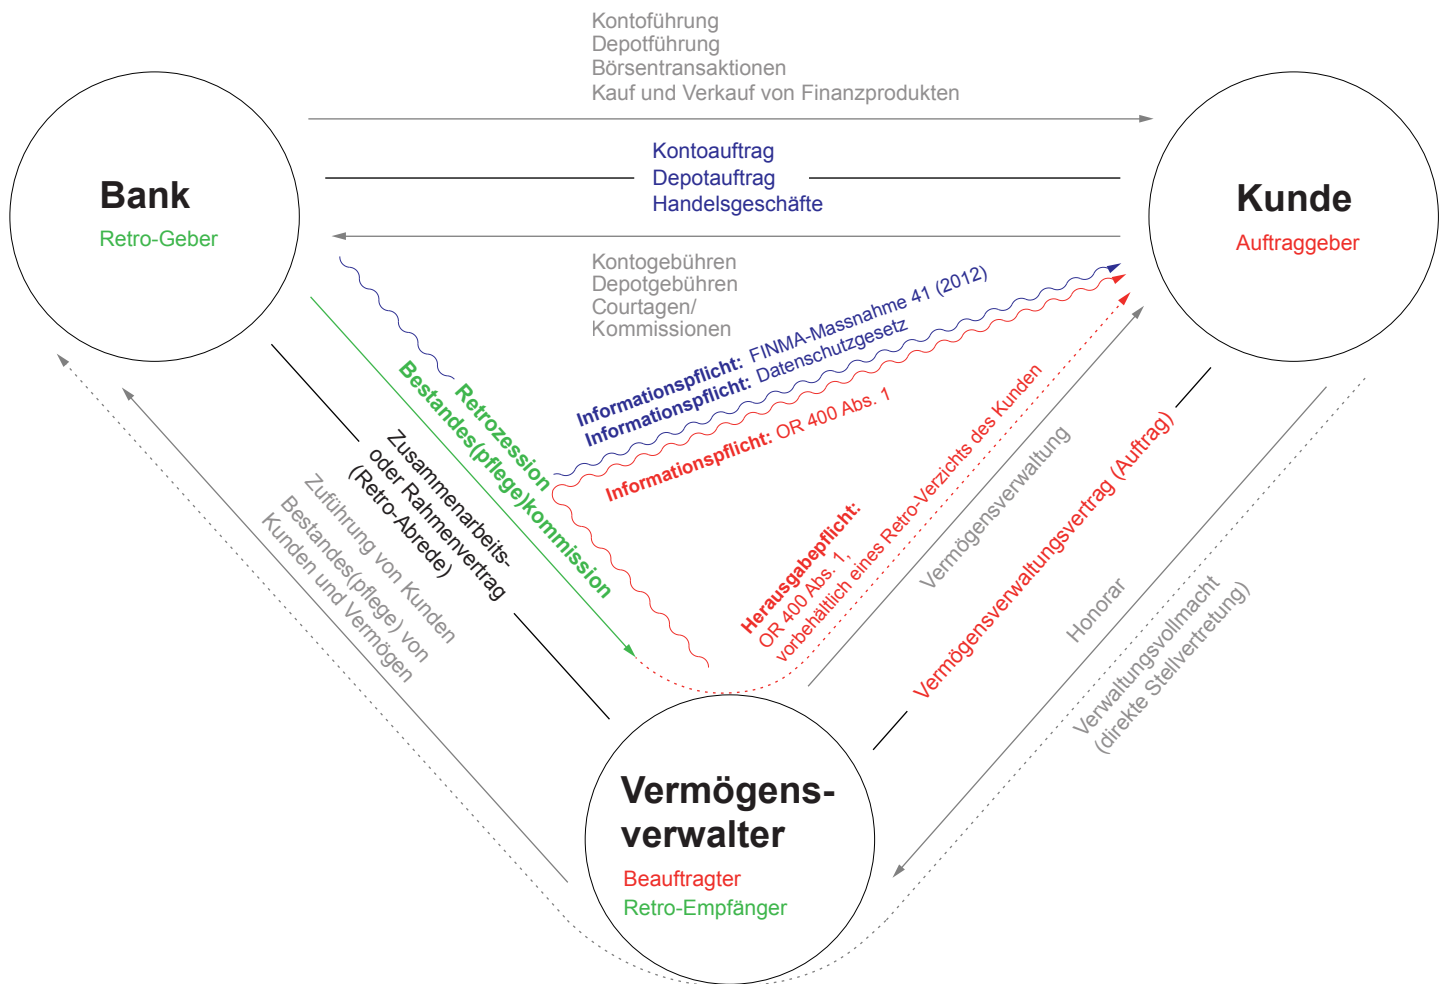 Kontoführung
Depotführung
Börsentransaktionen
Kauf und Verkauf von Finanzprodukten
Kontoauftrag
Depotauftrag
Handelsgeschäfte
Bank
Retro-Geber
Kunde
Auftraggeber
Kontogebühren
Depotgebühren
Courtagen/
Kommissionen
Informationspflicht: FINMA-Massnahme 41 (2012)
Informationspflicht: Datenschutzgesetz
Informationspflicht: OR 400 Abs. 1
Retrozession
Bestandes(pflege)kommission
Zusammenarbeits-
oder Rahmenvertrag
(Retro-Abrede)
Zuführung von Kunden
Bestandes(pflege) von
Kunden und Vermögen
Herausgabepflicht:
OR 400 Abs. 1,
vorbehältlich eines Retro-Verzichts des Kunden
Vermögensverwaltung
Vermögensverwaltungsvertrag (Auftrag)
Honorar
Verwaltungsvollmacht
(direkte Stellvertretung)
Vermögens-
verwalter
Beauftragter
Retro-Empfänger